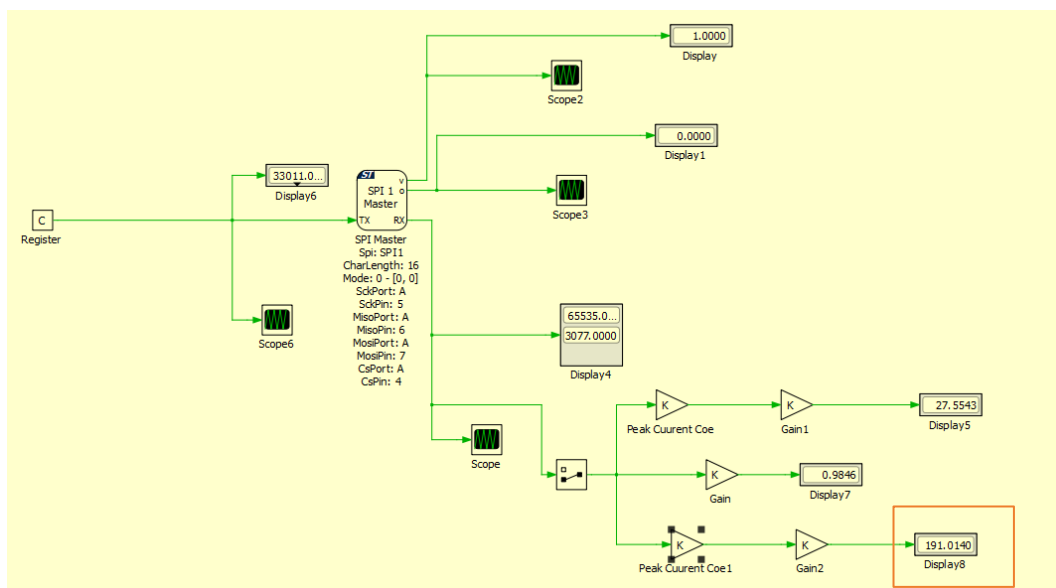 1.0000
Display
Scope2
0.0000
Display1
33011.0...
Display6
ST
SPI 1
Master
v
o
TX RX
Scope3
C
Register
SPI Master
Spi: SPI1
CharLength: 16
Mode: 0 - [0, 0]
SckPort: A
SckPin: 5
MisoPort: A
MisoPin: 6
MosiPort: A
MosiPin: 7
CsPort: A
CsPin: 4
Scope6
65535.0...
3077.0000
Display4
K
Peak Cuurent Coe
K
Gain1
27.5543
Display5
Scope
K
Gain
0.9846
Display7
K
Peak Cuurent Coe1
K
Gain2
191.0140
Display8